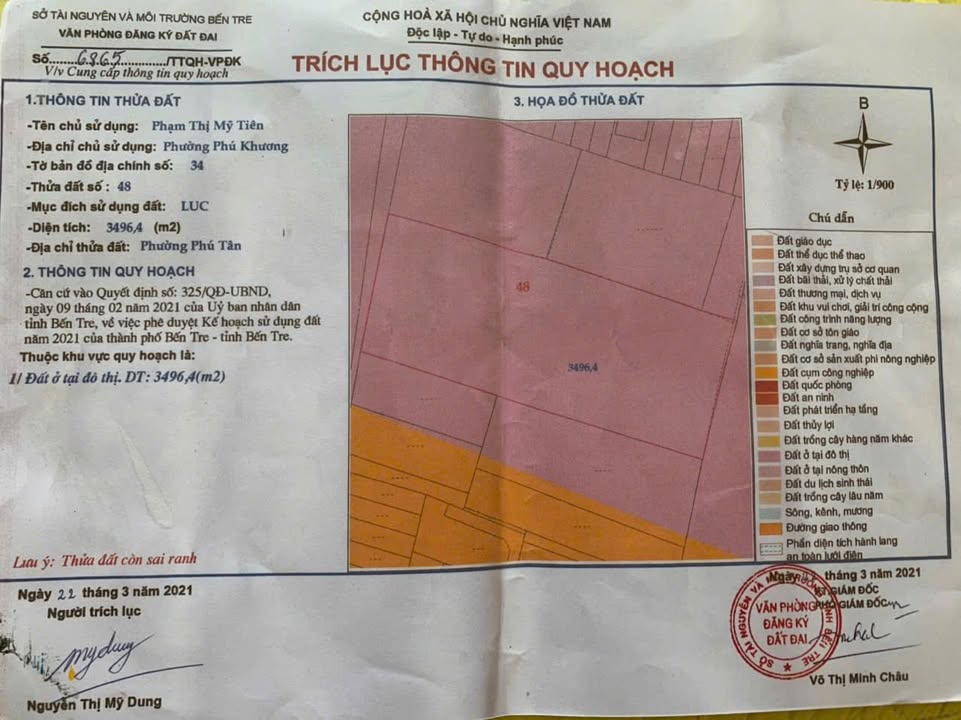 SỞ TÀI NGUYÊN VÀ MÔI TRƯỜNG BẾN TRE
VĂN PHÒNG ĐĂNG KÝ ĐẤT ĐAI
Số........6865............./TTQH-VPĐK
V/v Cung cấp thông tin quy hoạch
CỘNG HOÀ XÃ HỘI CHỦ NGHĨA VIỆT NAM
Độc lập - Tự do - Hạnh phúc
TRÍCH LỤC THÔNG TIN QUY HOẠCH
1.THÔNG TIN THỬA ĐẤT
-Tên chủ sử dụng: Phạm Thị Mỹ Tiên
-Địa chỉ chủ sử dụng: Phường Phú Khương
-Tờ bản đồ địa chính số: 34
-Thửa đất số : 48
-Mục đích sử dụng đất: LUC
-Diện tích: 3496,4 (m2)
-Địa chỉ thửa đất: Phường Phú Tân
2. THÔNG TIN QUY HOẠCH
-Căn cứ vào Quyết định số: 325/QĐ-UBND,
ngày 09 tháng 02 năm 2021 của Uỷ ban nhân dân
tỉnh Bến Tre, về việc phê duyệt Kế hoạch sử dụng đất
năm 2021 của thành phố Bến Tre - tỉnh Bến Tre.
Thuộc khu vực quy hoạch là:
1/ Đất ở tại đô thị. DT: 3496,4(m2)
Lưu ý: Thửa đất còn sai ranh
3. HỌA ĐỒ THỬA ĐẤT
48
3496,4
B
Tỷ lệ: 1/900
Chú dẫn
Đất giáo dục
Đất thể dục thể thao
Đất xây dựng trụ sở cơ quan
Đất bãi thải, xử lý chất thải
Đất thương mại, dịch vụ
Đất khu vui chơi, giải trí công cộng
Đất công trình năng lượng
Đất cơ sở tôn giáo
Đất nghĩa trang, nghĩa địa
Đất cơ sở sản xuất phi nông nghiệp
Đất cụm công nghiệp
Đất quốc phòng
Đất an ninh
Đất phát triển hạ tầng
Đất thủy lợi
Đất trồng cây hàng năm khác
Đất ở tại đô thị
Đất ở tại nông thôn
Đất du lịch sinh thái
Đất trồng cây lâu năm
Sông, kênh, mương
Đường giao thông
Phần diện tích hành lang
an toàn lưới điện
Ngày 22 tháng 3 năm 2021
Người trích lục
myduny
Nguyễn Thị Mỹ Dung
Ngày tháng 3 năm 2021
KT GIÁM ĐỐC
PHÓ GIÁM ĐỐC
SỞ TÀI NGUYÊN VÀ MÔI TRƯỜNG TỈNH BẾN TRE
VĂN PHÒNG
ĐĂNG KÝ
ĐẤT ĐAI
Võ Thị Minh Châu